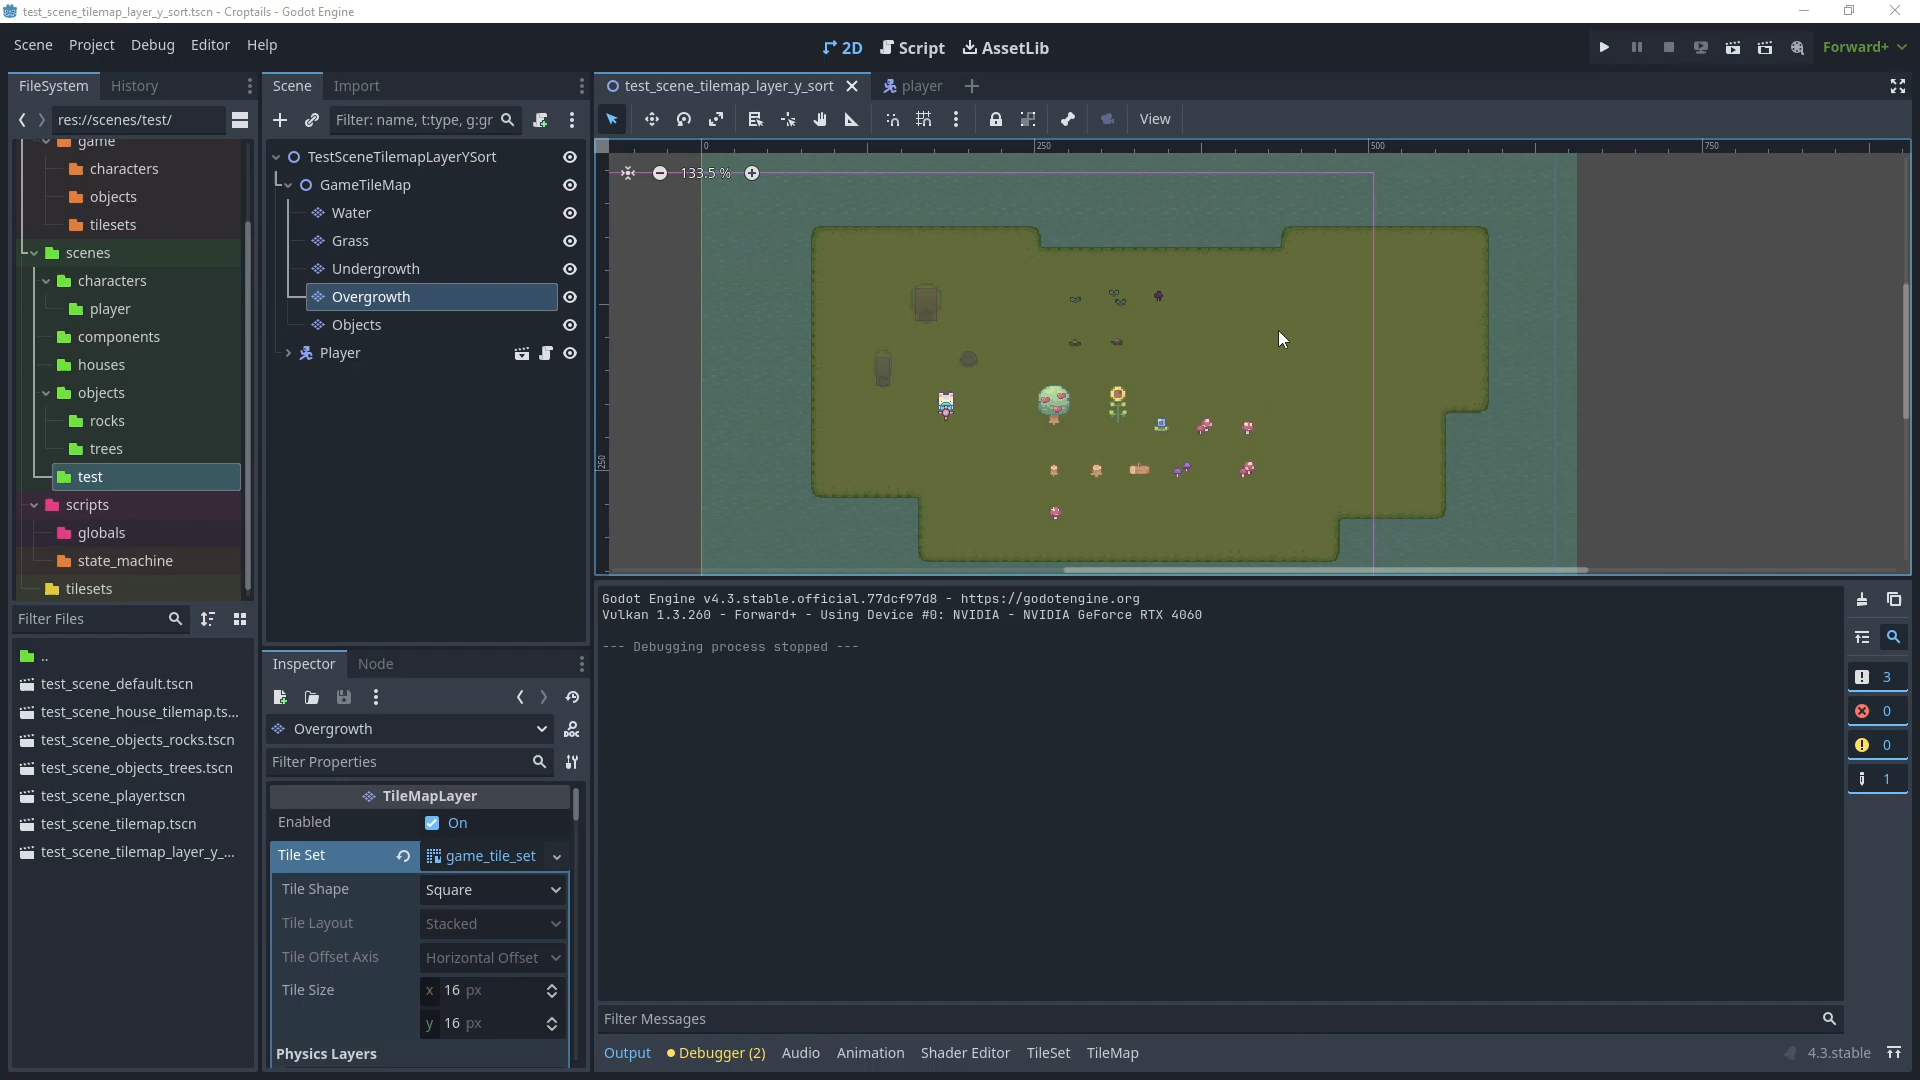 test_scene_tilemap_layer_y_sort.tscn - Croptails - Godot Engine
Scene Project Debug Editor Help
2D Script AssetLib
Forward+
FileSystem History
res://scenes/test/
game
characters
objects
tilesets
scenes
characters
player
components
houses
objects
rocks
trees
test
scripts
globals
state_machine
tilesets
Filter Files
..
test_scene_default.tscn
test_scene_house_tilemap.ts...
test_scene_objects_rocks.tscn
test_scene_objects_trees.tscn
test_scene_player.tscn
test_scene_tilemap.tscn
test_scene_tilemap_layer_y_...
Scene Import
Filter: name, t:type, g:gr
TestSceneTilemapLayerYSort
GameTileMap
Water
Grass
Undergrowth
Overgrowth
Objects
Player
Inspector Node
Overgrowth
DOC
Filter Properties
TileMapLayer
Enabled On
Tile Set game_tile_set
Tile Shape Square
Tile Layout Stacked
Tile Offset Axis Horizontal Offset
Tile Size x 16 px
y 16 px
Physics Layers
test_scene_tilemap_layer_y_sort player
View
0 250 500 750
133.5 %
250
Godot Engine v4.3.stable.official.77dcf97d8 - https://godotengine.org
Vulkan 1.3.260 - Forward+ - Using Device #0: NVIDIA - NVIDIA GeForce RTX 4060
--- Debugging process stopped ---
3
0
0
1
Filter Messages
Output Debugger (2) Audio Animation Shader Editor TileSet TileMap
4.3.stable